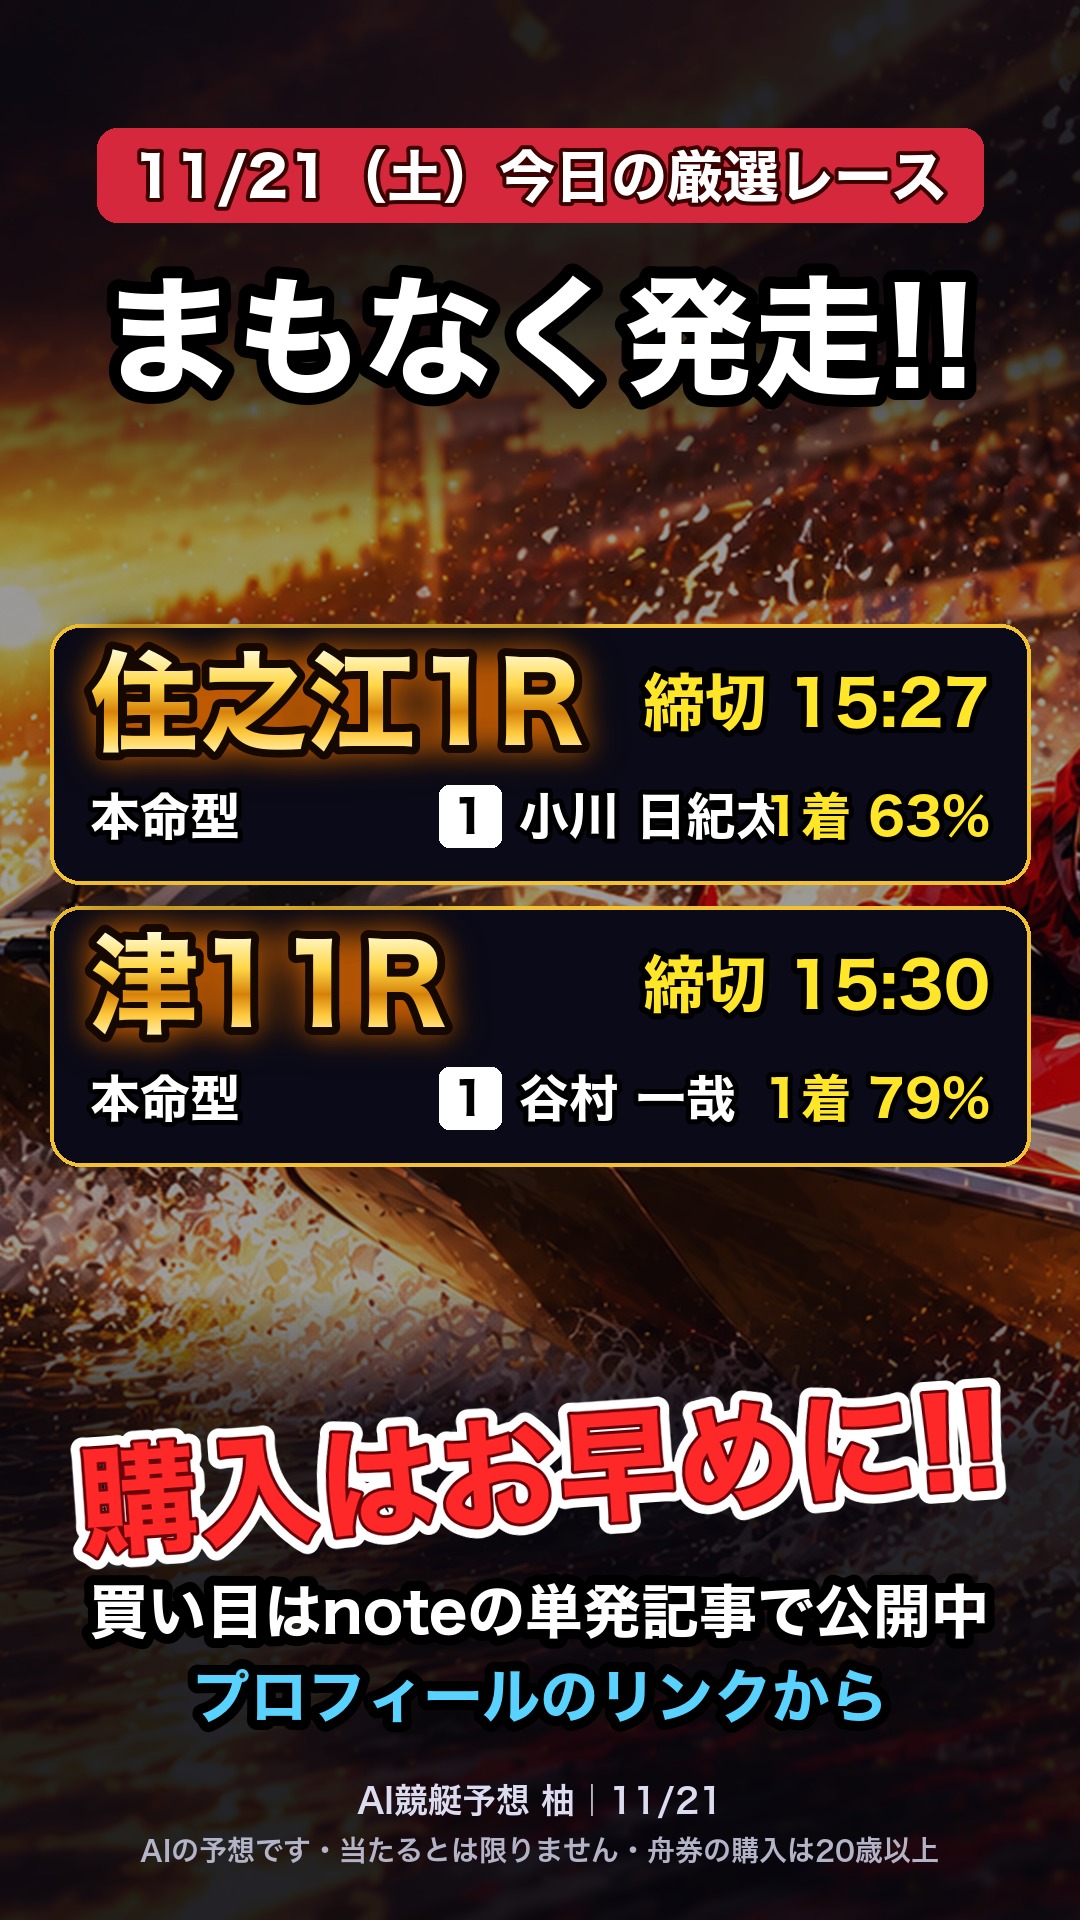 11/21（土）今日の厳選レース
まもなく発走!!
住之江1R 締切 15:27
本命型 1 小川 日紀太 1着 63%
津11R 締切 15:30
本命型 1 谷村 一哉 1着 79%
購入はお早めに!!
買い目はnoteの単発記事で公開中
プロフィールのリンクから
AI競艇予想 柚｜11/21
AIの予想です・当たるとは限りません・舟券の購入は20歳以上